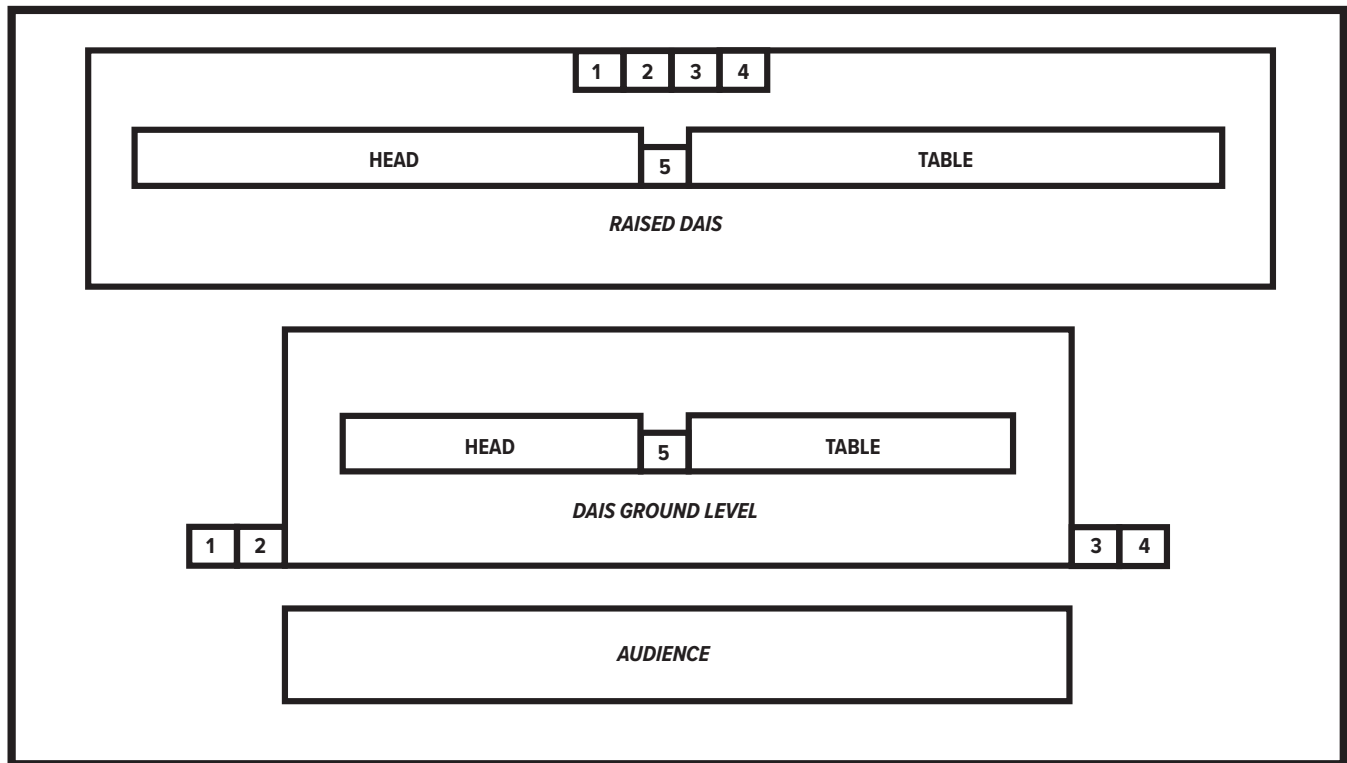 1 2 3 4
HEAD 5 TABLE
RAISED DAIS
HEAD 5 TABLE
DAIS GROUND LEVEL
1 2 3 4
AUDIENCE